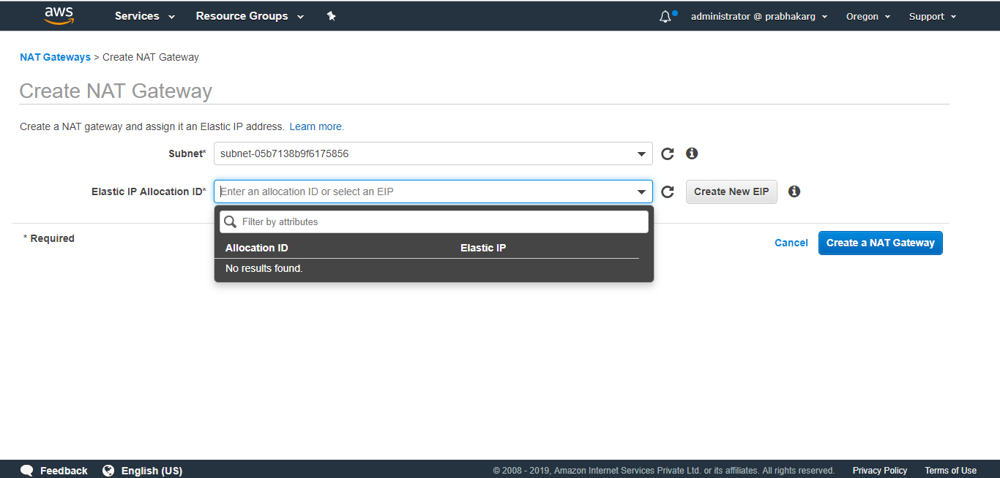 aws Services Resource Groups administrator @ prabhakarg Oregon Support
NAT Gateways > Create NAT Gateway
Create NAT Gateway
Create a NAT gateway and assign it an Elastic IP address. Learn more.
Subnet* subnet-05b7138b9f6175856
Elastic IP Allocation ID* Enter an allocation ID or select an EIP Create New EIP
Filter by attributes
* Required
Cancel Create a NAT Gateway
Allocation ID Elastic IP
No results found.
Feedback English (US) © 2008 - 2019, Amazon Internet Services Private Ltd. or its affiliates. All rights reserved. Privacy Policy Terms of Use